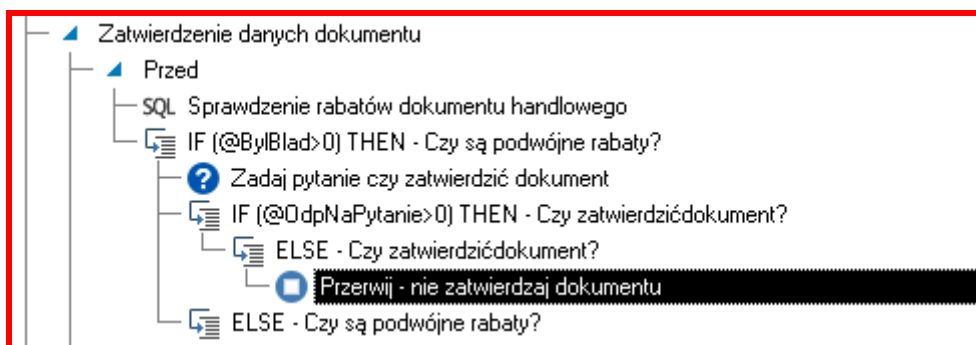 Zatwierdzenie danych dokumentu
Przed
SQL Sprawdzenie rabatów dokumentu handlowego
IF (@BylBlad>0) THEN - Czy są podwójne rabaty?
? Zadaj pytanie czy zatwierdzić dokument
IF (@OdpNaPytanie>0) THEN - Czy zatwierdzićdokument?
ELSE - Czy zatwierdzićdokument?
Przerwij - nie zatwierdzaj dokumentu
ELSE - Czy są podwójne rabaty?